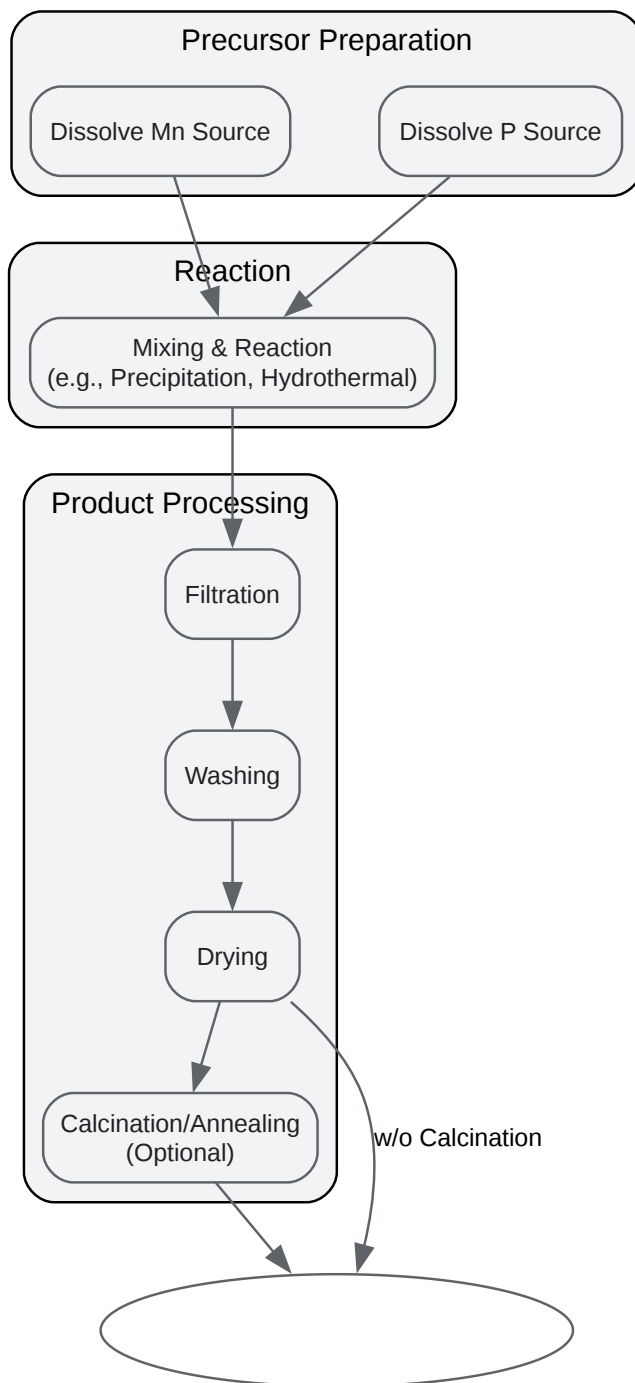 Precursor Preparation
Dissolve Mn Source
Dissolve P Source
Reaction
Mixing & Reaction
(e.g., Precipitation, Hydrothermal)
Product Processing
Filtration
Washing
Drying
Calcination/Annealing
(Optional)
w/o Calcination